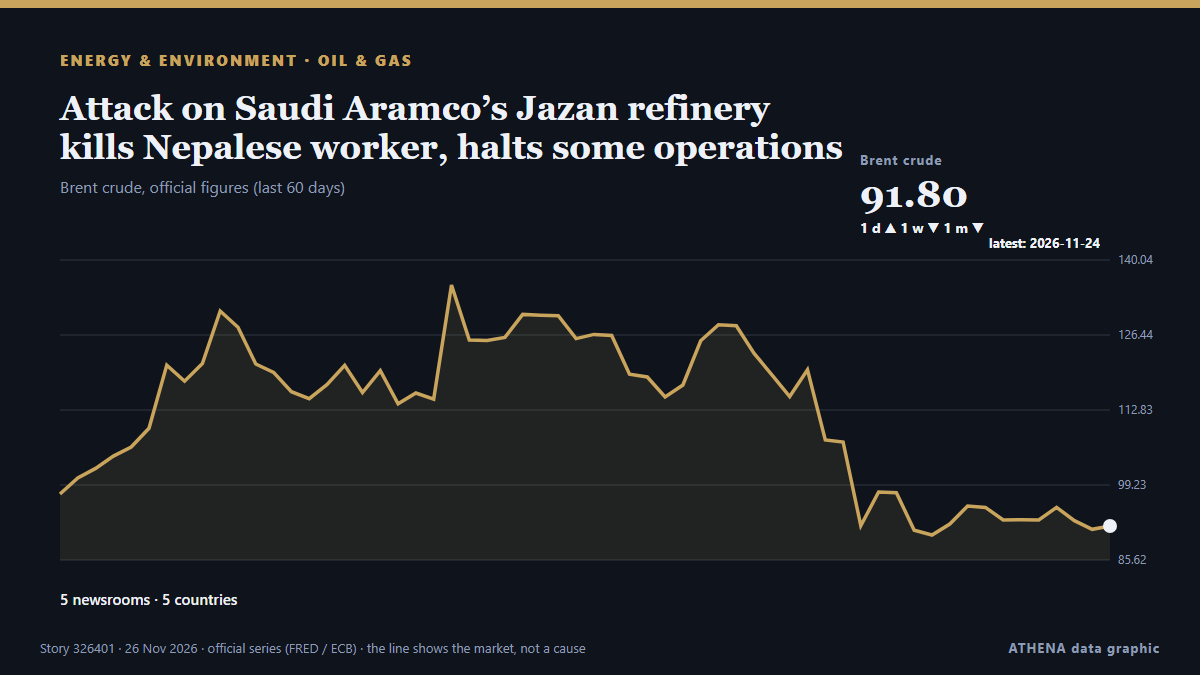 ENERGY & ENVIRONMENT · OIL & GAS
Attack on Saudi Aramco’s Jazan refinery
kills Nepalese worker, halts some operations
Brent crude, official figures (last 60 days)
Brent crude
91.80
1 d ▲ 1 w ▼ 1 m ▼
latest: 2026-11-24
140.04
126.44
112.83
99.23
85.62
5 newsrooms · 5 countries
Story 326401 · 26 Nov 2026 · official series (FRED / ECB) · the line shows the market, not a cause
ATHENA data graphic